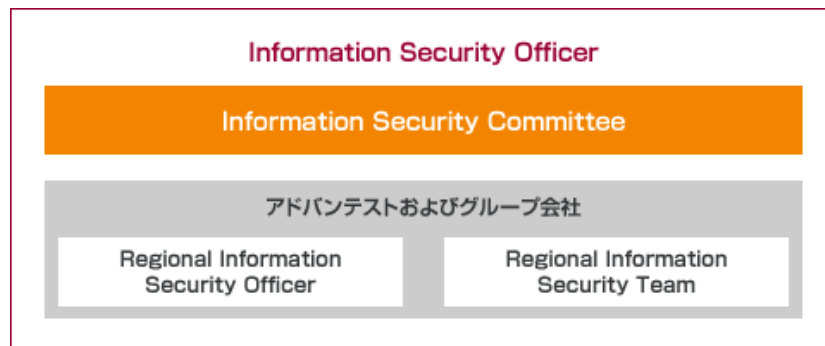 Information Security Officer
Information Security Committee
アドバンテストおよびグループ会社
Regional Information
Security Officer
Regional Information
Security Team